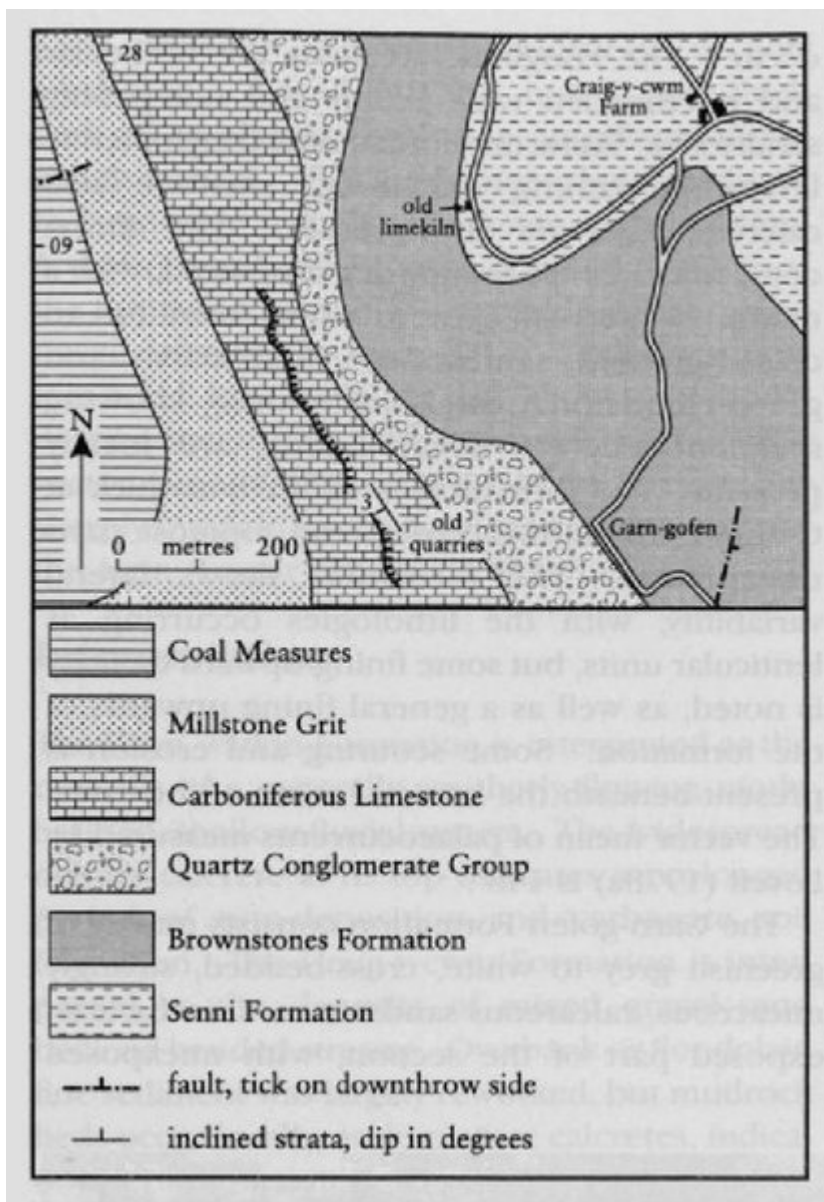 28
Craig-y-cwm
Farm
old
limekiln
09
N
3
old
quarries
Garn-gofen
0 metres 200
Coal Measures
Millstone Grit
Carboniferous Limestone
Quartz Conglomerate Group
Brownstones Formation
Senni Formation
fault, tick on downthrow side
inclined strata, dip in degrees